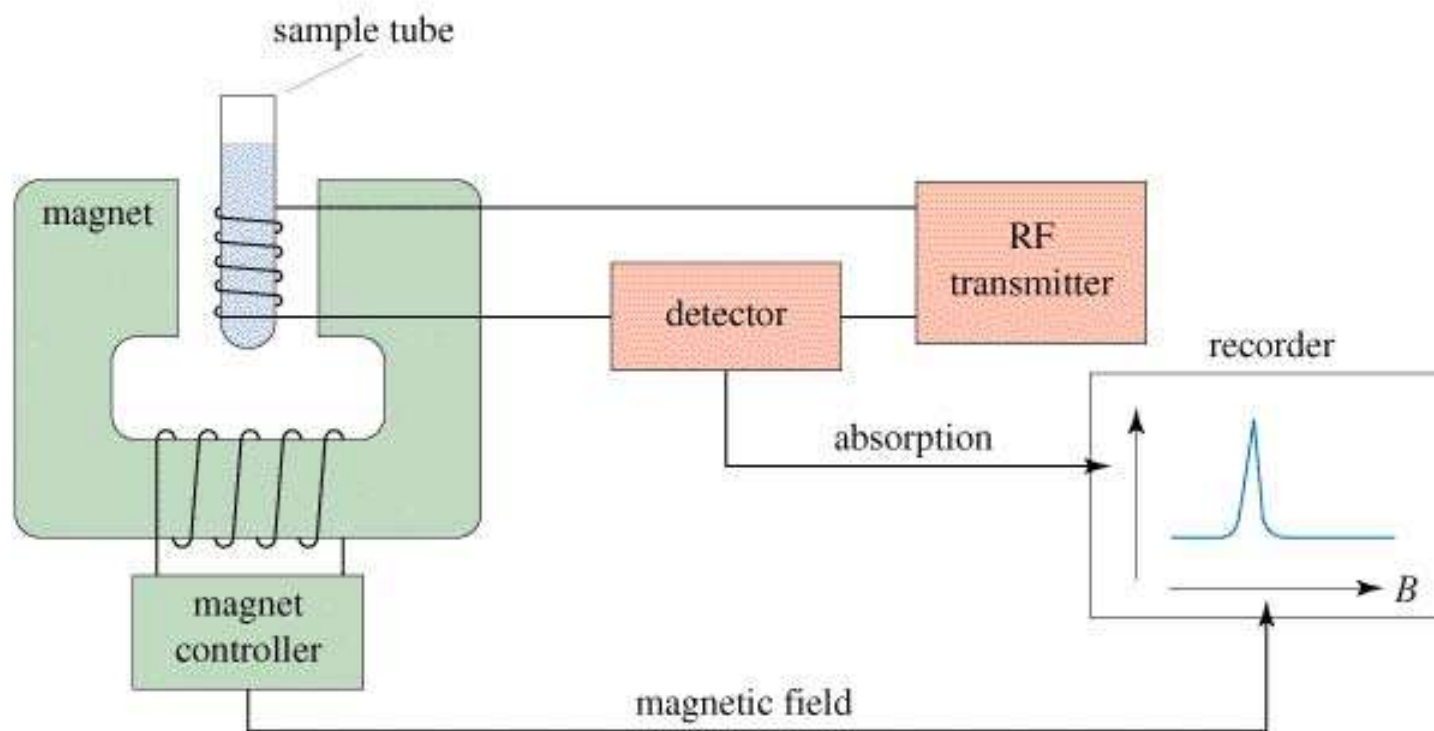 sample tube
magnet
RF
transmitter
detector
recorder
absorption
B
magnet
controller
magnetic field